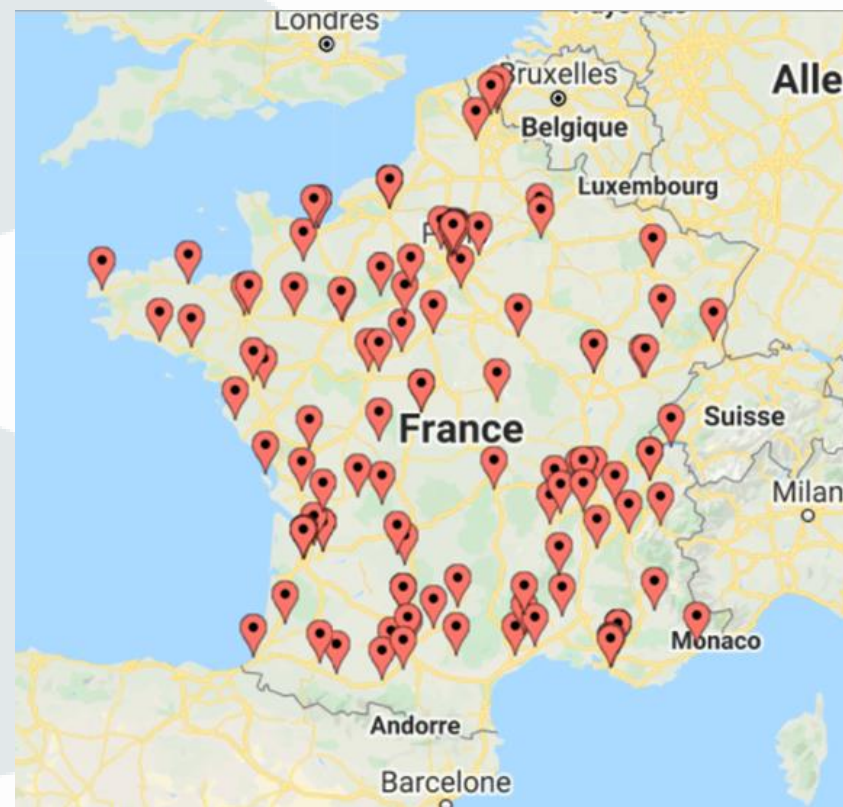 Londres
Bruxelles
Alle
Belgique
Luxembourg
France
Suisse
Milan
Monaco
Andorre
Barcelone